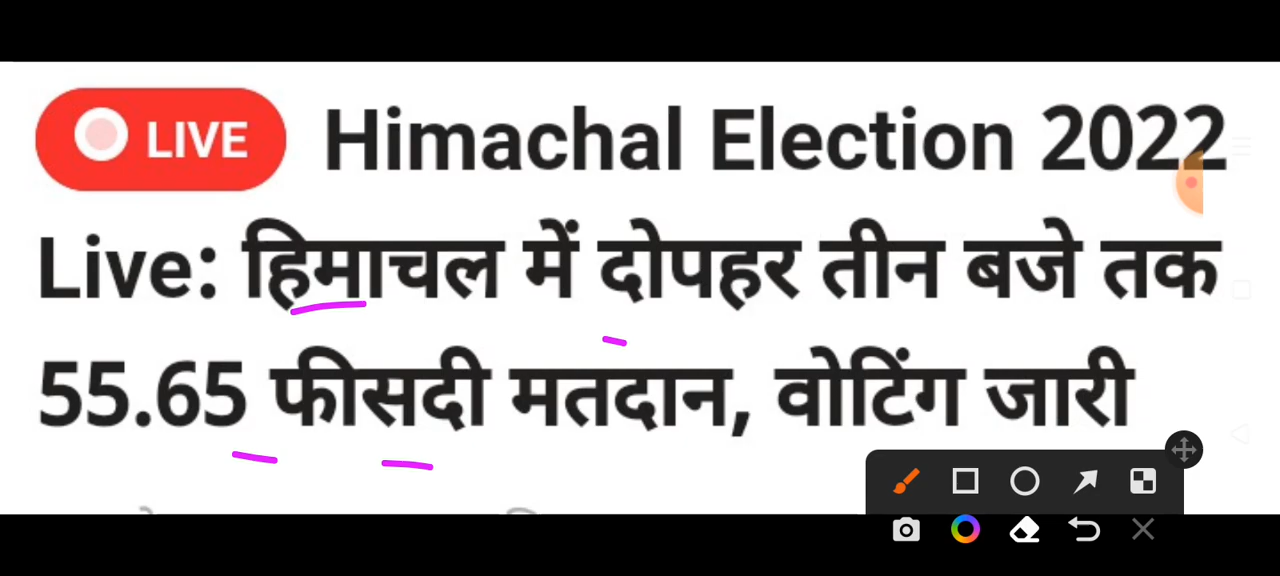 LIVE Himachal Election 2022
Live: हिमाचल में दोपहर तीन बजे तक
55.65 फीसदी मतदान, वोटिंग जारी